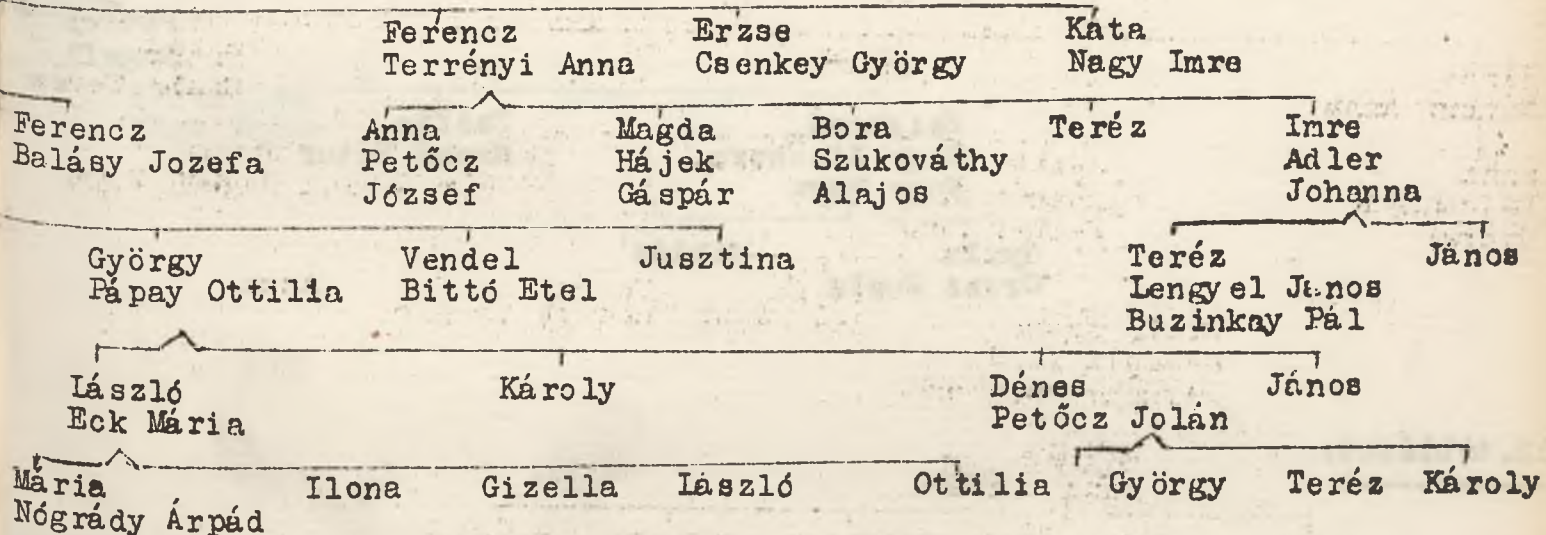 Ferencz Erzse Kata
Terrényi Anna Csenkey György Nagy Imre
Ferencz Anna Magda Bora Teréz Imre
Balásy Jozefa Petőcz Hájek Szukováthy Adler
József Gáspár Alajos Johanna
György Vendel Jusztina Teréz János
Pápay Ottilia Bittó Etel Lengyel János
Buzinkay Pál
László Károly Dénes János
Eck Mária Petőcz Jolán
Mária Ilona Gizella László Ottilia György Teréz Károly
Nógrády Árpád